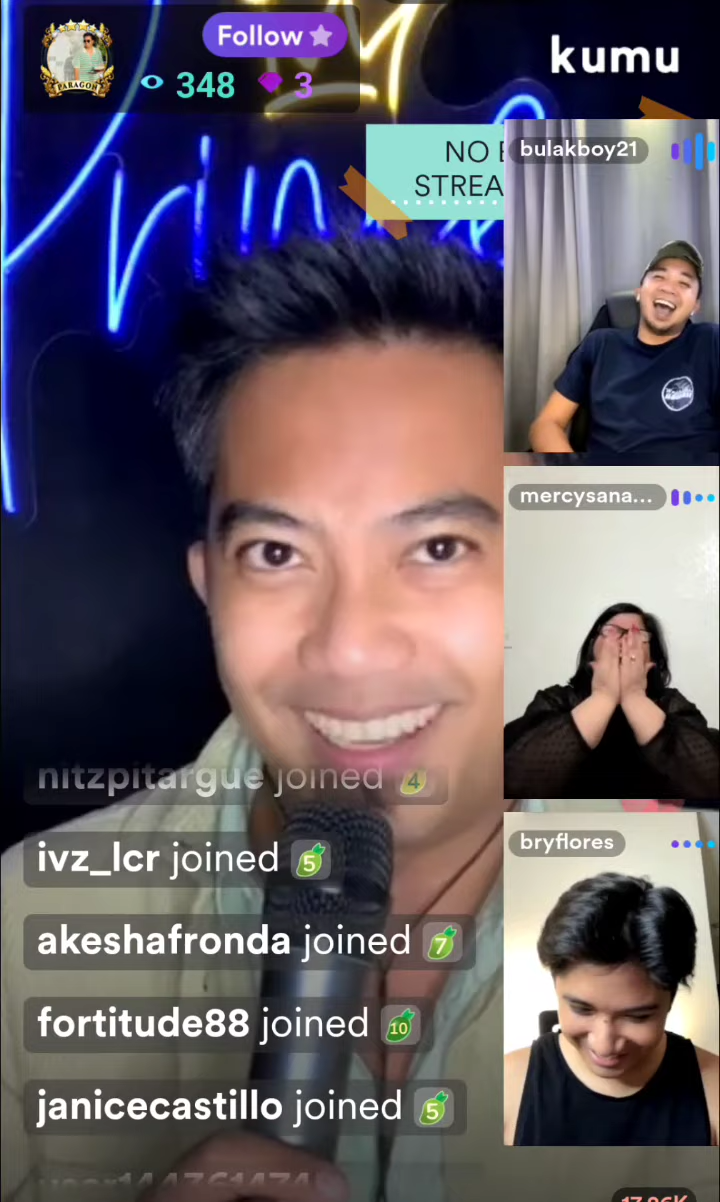 Follow
348
3
PARAGON
kumu
NO
STREA
bulakboy21
mercysana...
bryflores
nitzpitargue joined 4
ivz_lcr joined 5
akeshafronda joined 7
fortitude88 joined 10
janicecastillo joined 5